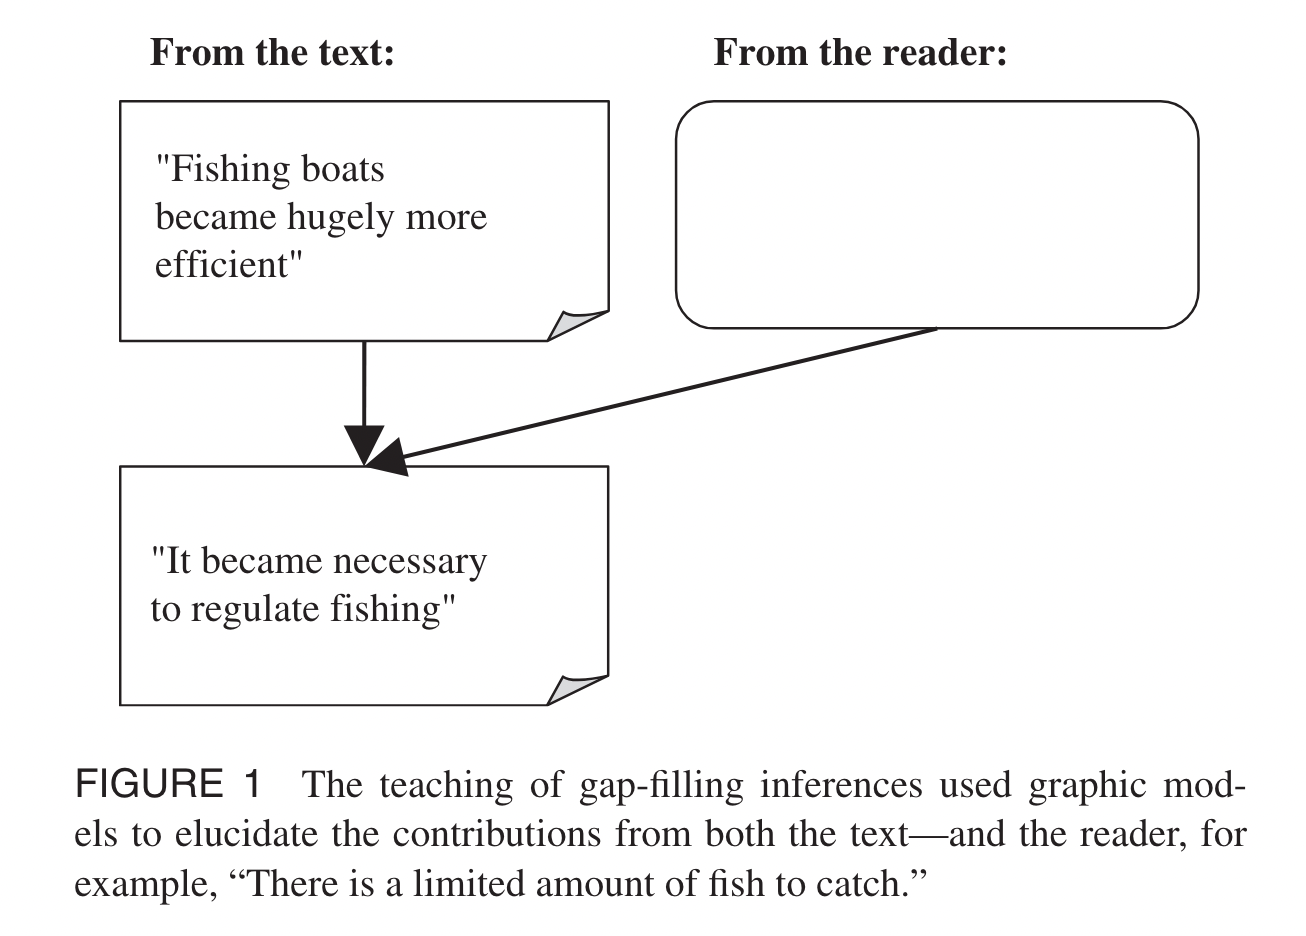 From the text:
From the reader:
"Fishing boats
became hugely more
efficient"
"It became necessary
to regulate fishing"
FIGURE 1 The teaching of gap-filling inferences used graphic mod-
els to elucidate the contributions from both the text—and the reader, for
example, “There is a limited amount of fish to catch.”